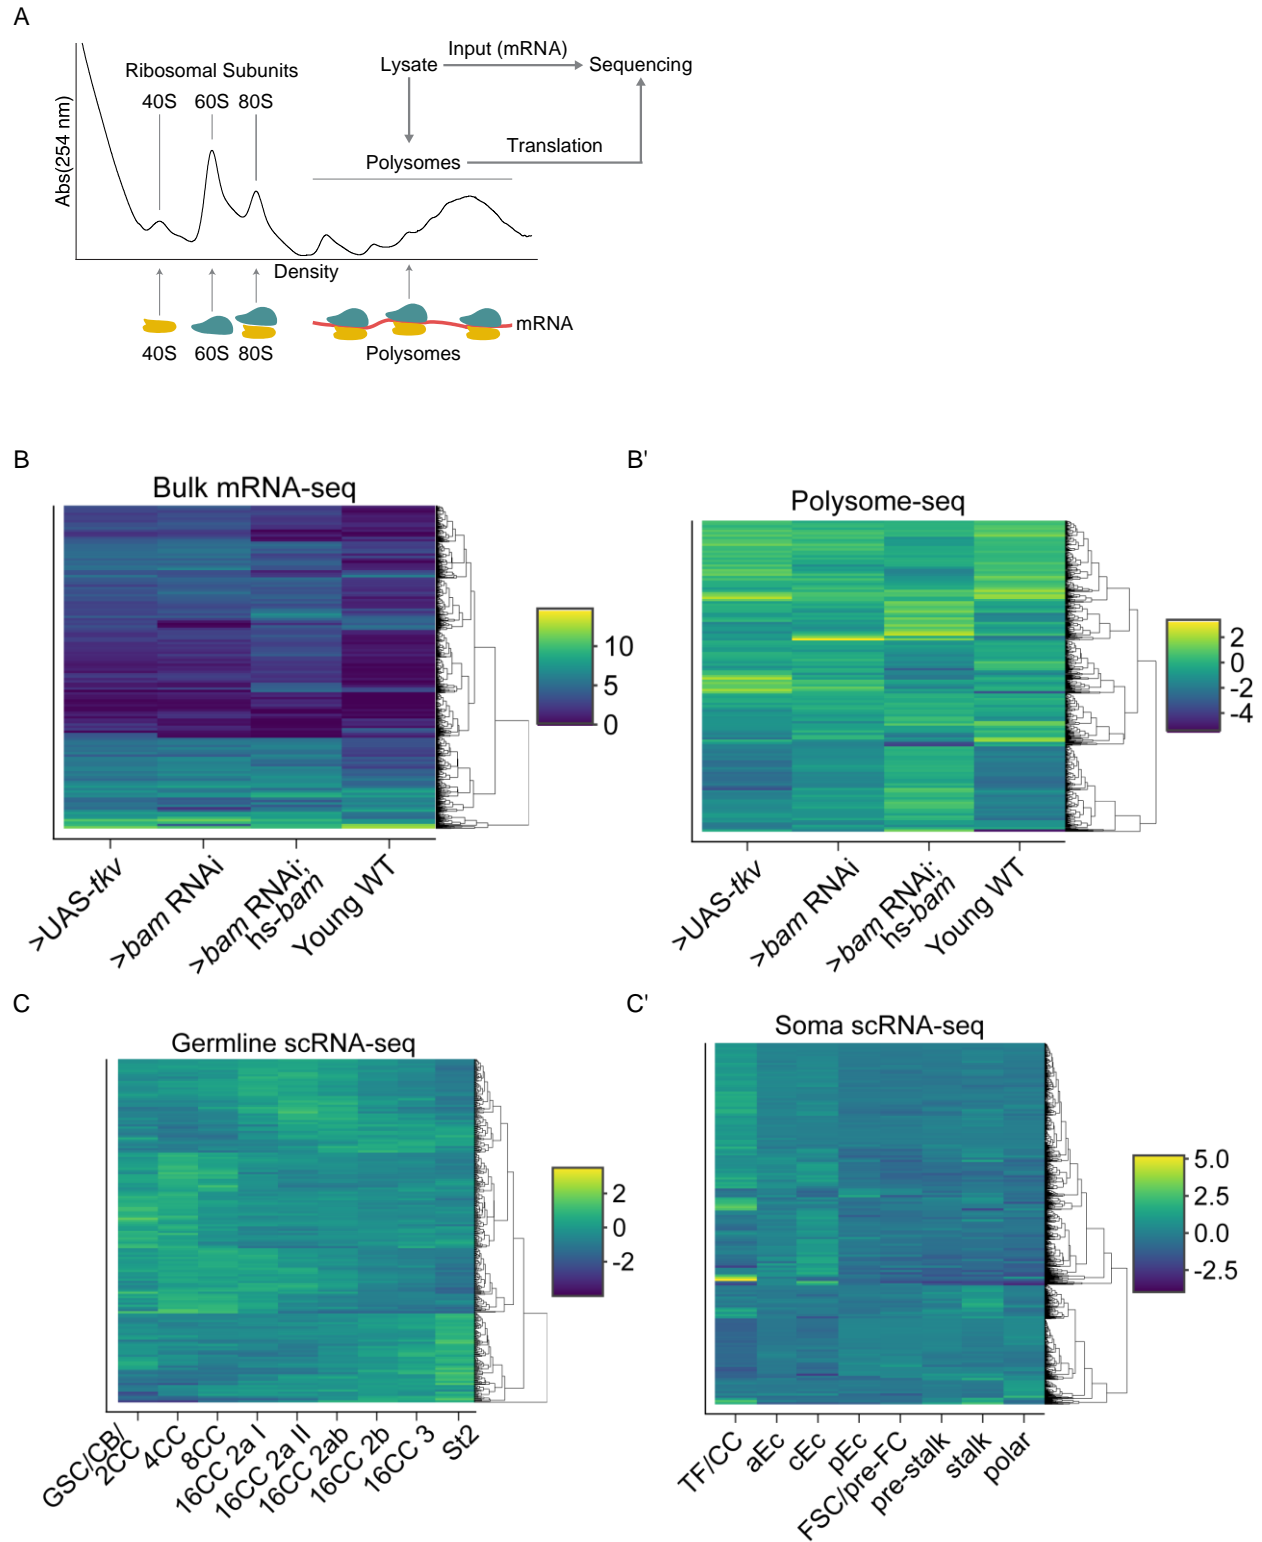 A
Input (mRNA)
Lysate
Sequencing
Ribosomal Subunits
40S 60S 80S
Translation
Polysomes
Abs(254 nm)
Density
mRNA
40S 60S 80S
Polysomes
B
Bulk mRNA-seq
10
5
0
>UAS-tkv
>bam RNAi
>bam RNAi;
hs-bam
Young WT
B'
Polysome-seq
2
0
-2
-4
>UAS-tkv
>bam RNAi
>bam RNAi;
hs-bam
Young WT
C
Germline scRNA-seq
2
0
-2
GSC/CB/
2CC
4CC
8CC
16CC 2a I
16CC 2a II
16CC 2ab
16CC 2b
16CC 3
St2
C'
Soma scRNA-seq
5.0
2.5
0.0
-2.5
TF/CC
aEc
cEc
pEc
FSC/pre-FC
pre-stalk
stalk
polar